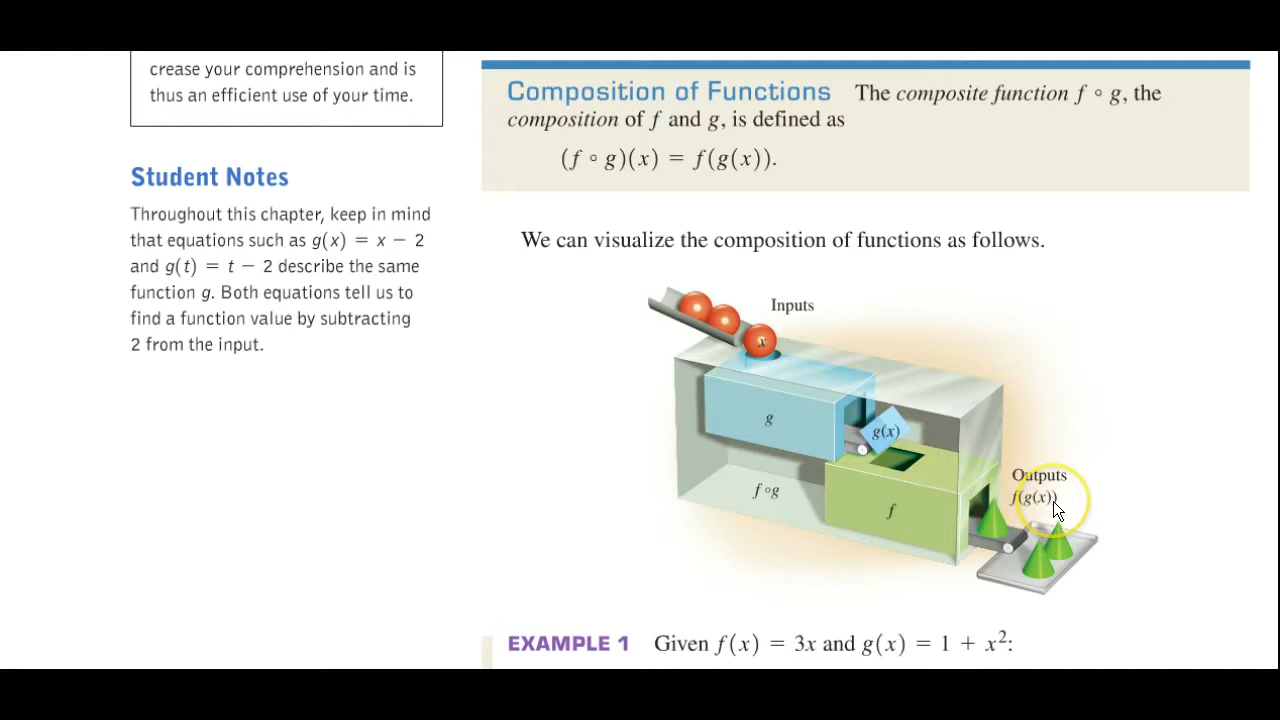 crease your comprehension and is
thus an efficient use of your time.
Student Notes
Throughout this chapter, keep in mind
that equations such as g(x) = x − 2
and g(t) = t − 2 describe the same
function g. Both equations tell us to
find a function value by subtracting
2 from the input.
Composition of Functions The composite function f ∘ g, the
composition of f and g, is defined as
(f ∘ g)(x) = f(g(x)).
We can visualize the composition of functions as follows.
Inputs
x
g
g(x)
f∘g
f
Outputs
f(g(x))
EXAMPLE 1 Given f(x) = 3x and g(x) = 1 + x²: